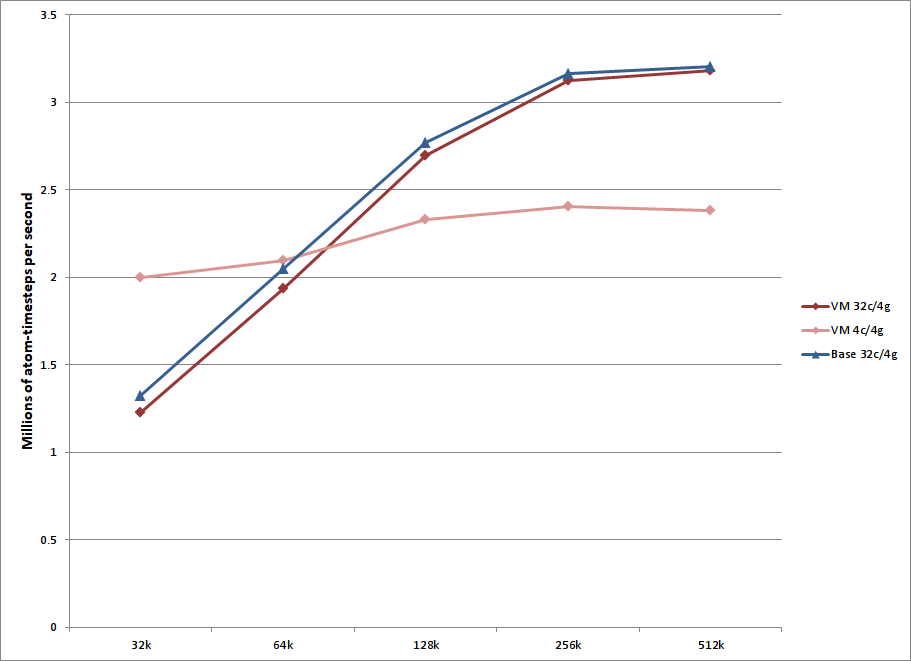 3.5
3
2.5
2
1.5
1
0.5
0
Millions of atom-timesteps per second
32k
64k
128k
256k
512k
VM 32c/4g
VM 4c/4g
Base 32c/4g